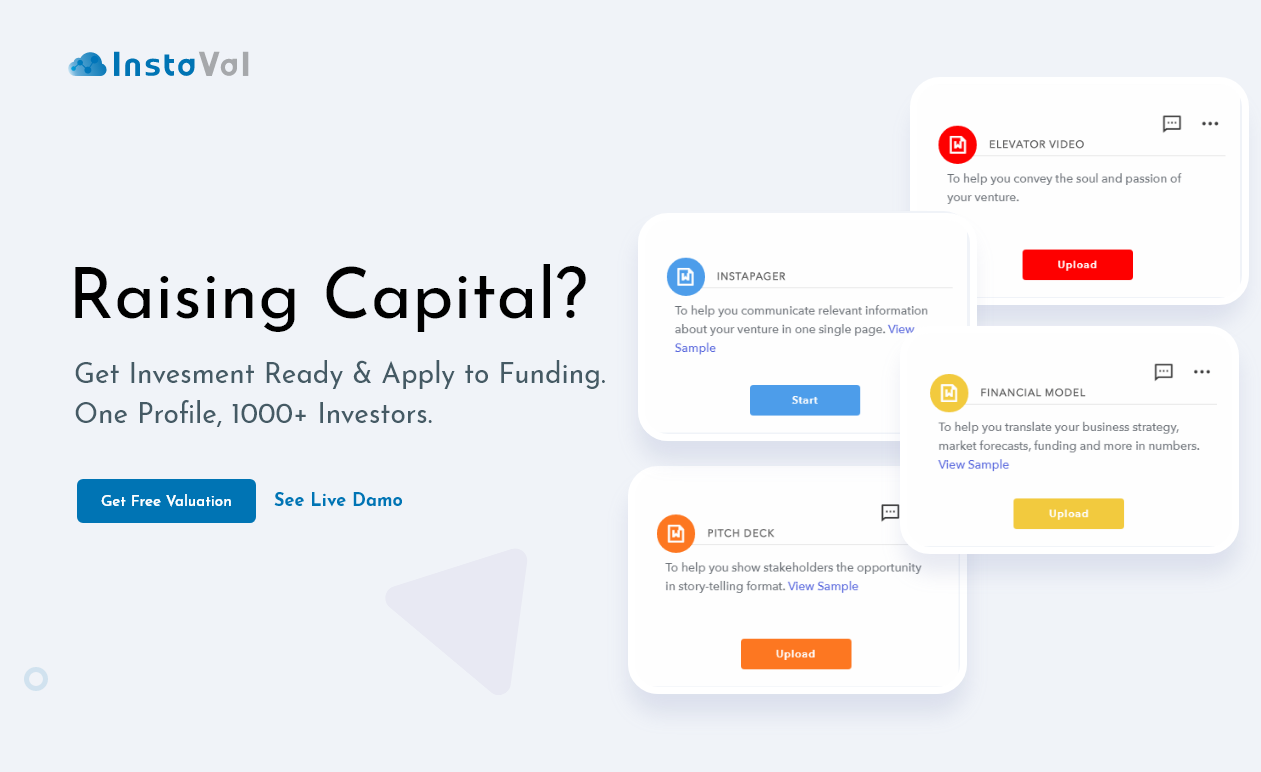 InstaVal
Raising Capital?
Get Invesment Ready & Apply to Funding.
One Profile, 1000+ Investors.
Get Free Valuation
See Live Damo
ELEVATOR VIDEO
To help you convey the soul and passion of
your venture.
Upload
INSTAPAGER
To help you communicate relevant information
about your venture in one single page. View
Sample
Start
FINANCIAL MODEL
To help you translate your business strategy,
market forecasts, funding and more in numbers.
View Sample
Upload
PITCH DECK
To help you show stakeholders the opportunity
in story-telling format. View Sample
Upload